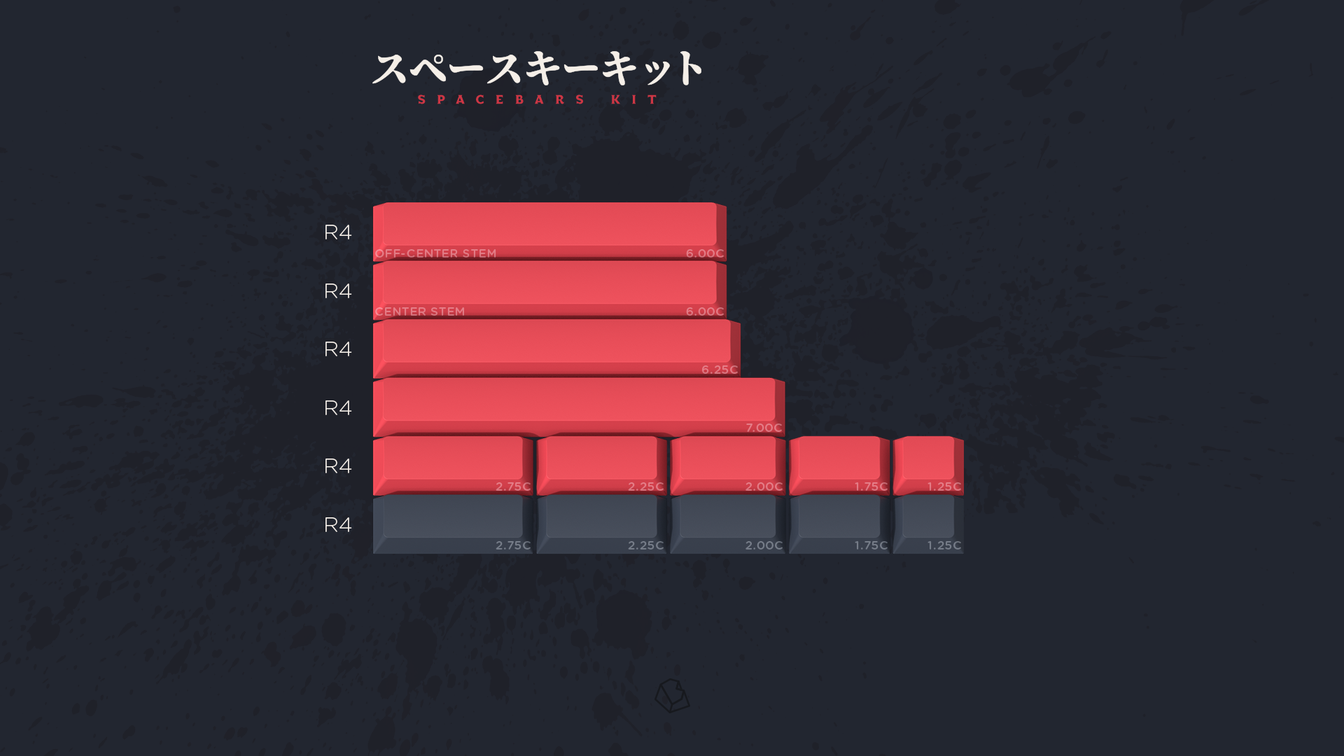 スペースキーキット
SPACEBARS KIT
R4 OFF-CENTER STEM 6.00C
R4 CENTER STEM 6.00C
R4 6.25C
R4 7.00C
R4 2.75C 2.25C 2.00C 1.75C 1.25C
R4 2.75C 2.25C 2.00C 1.75C 1.25C